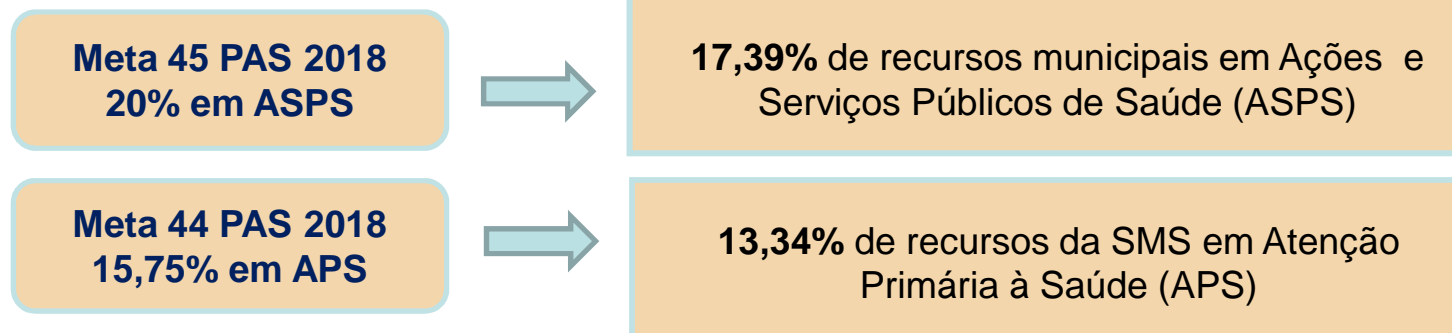 Meta 45 PAS 2018
20% em ASPS
17,39% de recursos municipais em Ações e
Serviços Públicos de Saúde (ASPS)
Meta 44 PAS 2018
15,75% em APS
13,34% de recursos da SMS em Atenção
Primária à Saúde (APS)